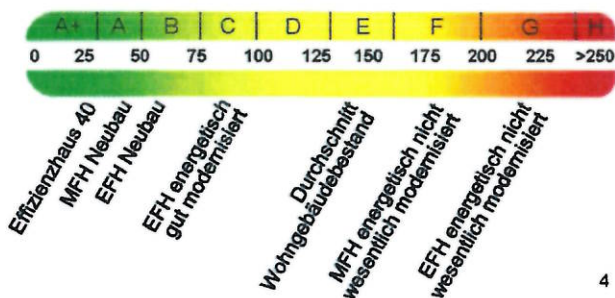 A+ A B C D E F G H
0 25 50 75 100 125 150 175 200 225 >250
Effizienzhaus 40
MFH Neubau
EFH Neubau
EFH energetisch
gut modernisiert
Durchschnitt
Wohngebäudebestand
MFH energetisch nicht
wesentlich modernisiert
EFH energetisch nicht
wesentlich modernisiert
4